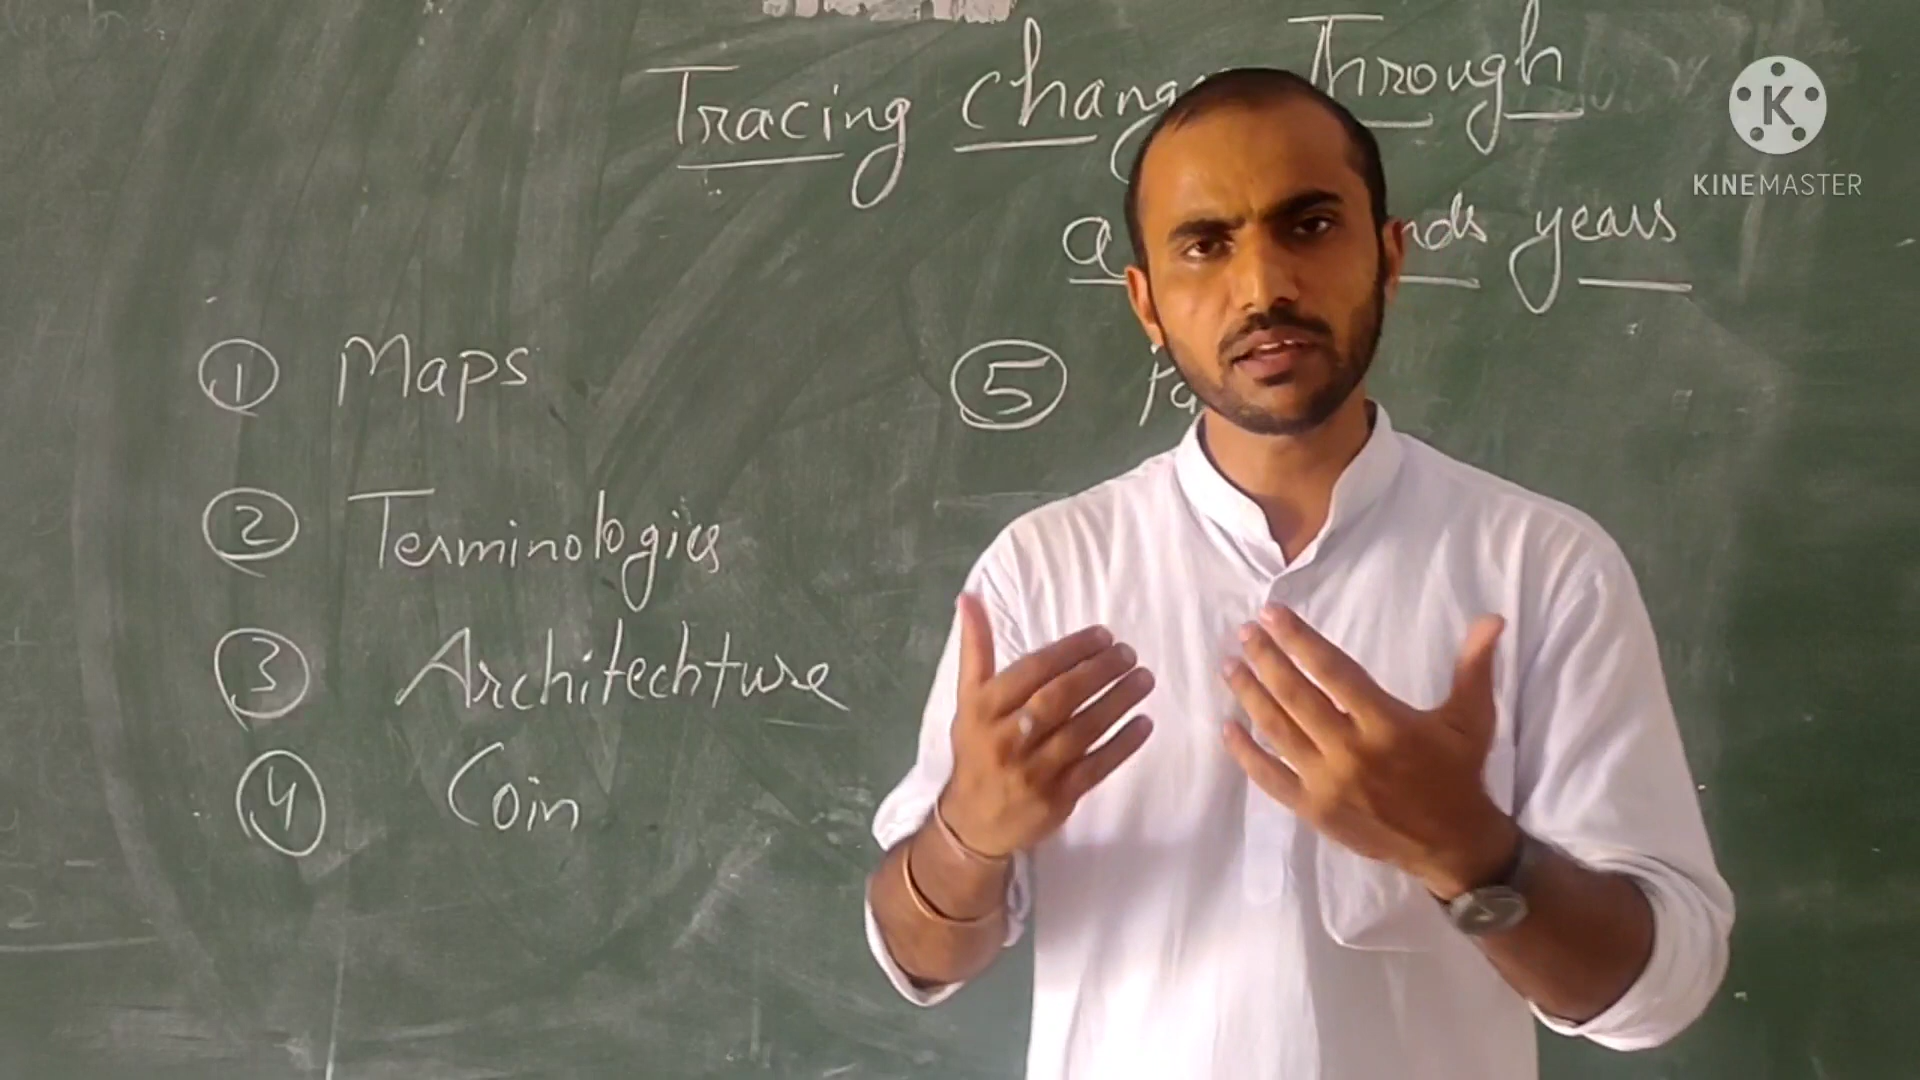 Tracing Through
years
① Maps
② Terminologies
③ Architechture
④ Coin
⑤
KINEMASTER